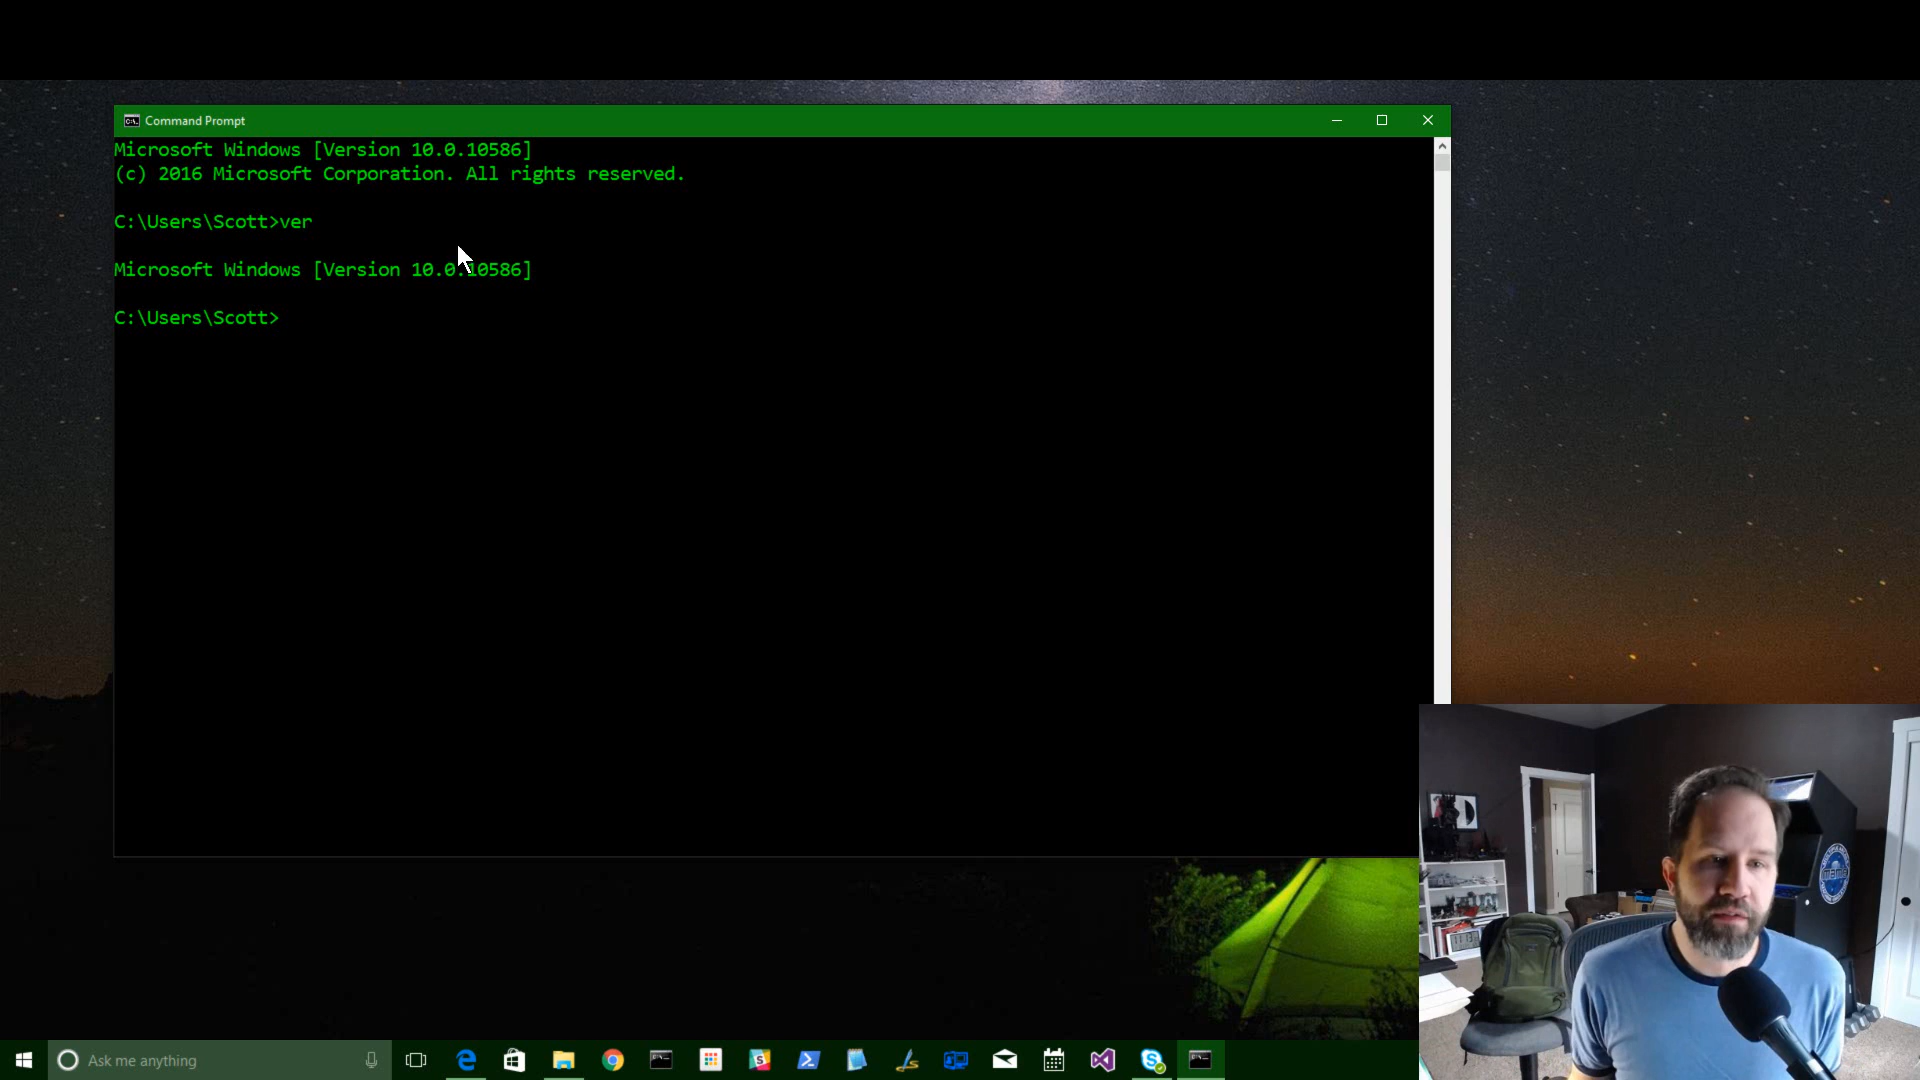 Command Prompt
Microsoft Windows [Version 10.0.10586]
(c) 2016 Microsoft Corporation. All rights reserved.
C:\Users\Scott>ver
Microsoft Windows [Version 10.0.10586]
C:\Users\Scott>
Ask me anything